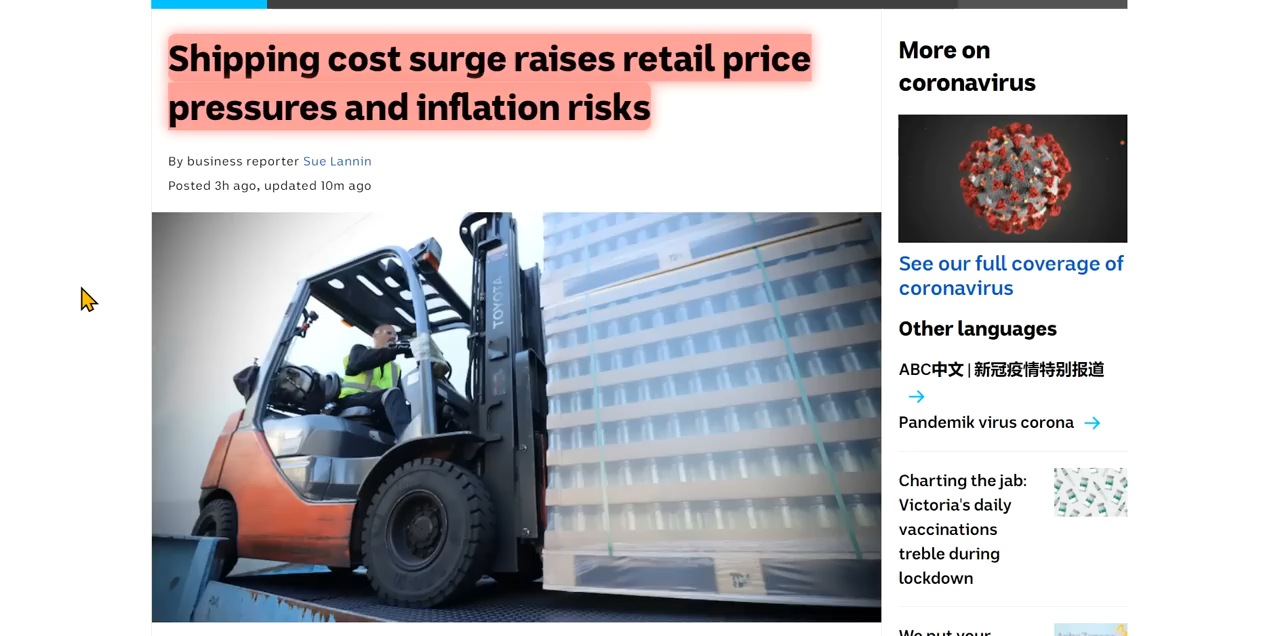 Shipping cost surge raises retail price
pressures and inflation risks
By business reporter Sue Lannin
Posted 3h ago, updated 10m ago
TOYOTA
More on
coronavirus
See our full coverage of
coronavirus
Other languages
ABC中文 | 新冠疫情特别报道
→
Pandemik virus corona →
Charting the jab:
Victoria's daily
vaccinations
treble during
lockdown
We put your